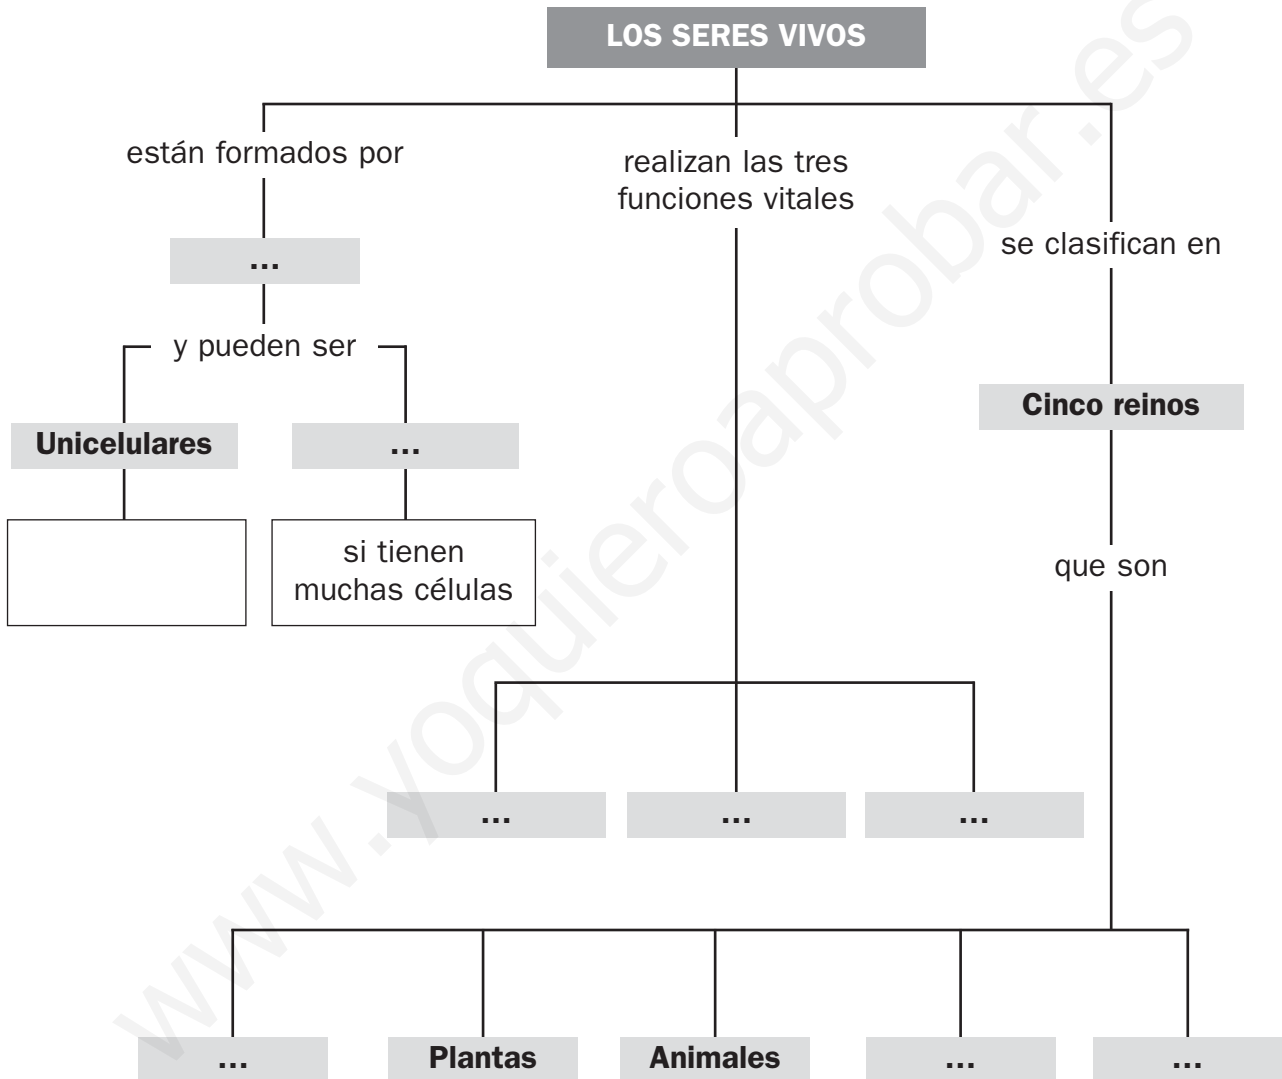 LOS SERES VIVOS
están formados por
realizan las tres
funciones vitales
se clasifican en
...
y pueden ser
Cinco reinos
Unicelulares
...
si tienen
muchas células
que son
...
...
...
...
Plantas
Animales
...
...
www.yoquieroaprobar.es